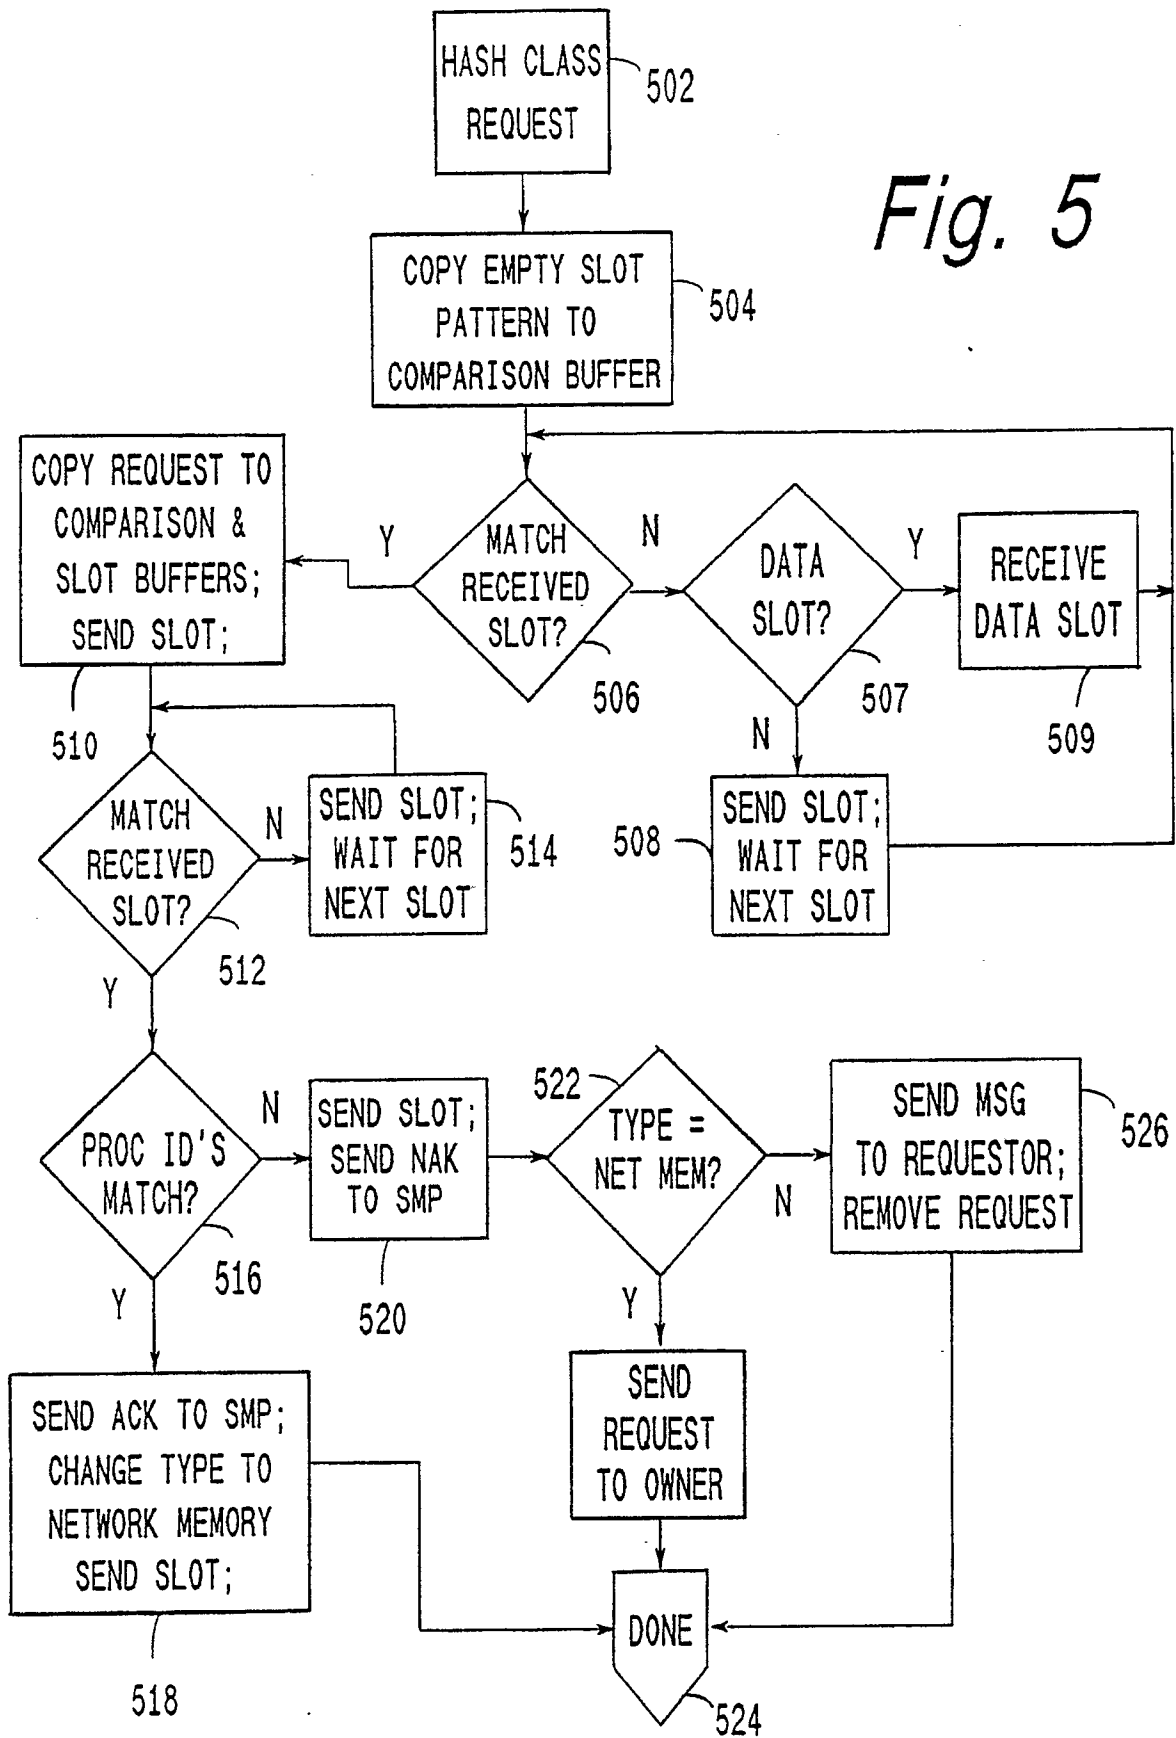 HASH CLASS
REQUEST
502
Fig. 5
COPY EMPTY SLOT
PATTERN TO
COMPARISON BUFFER
504
COPY REQUEST TO
COMPARISON &
SLOT BUFFERS;
SEND SLOT;
510
Y
MATCH
RECEIVED
SLOT?
506
N
DATA
SLOT?
507
Y
RECEIVE
DATA SLOT
509
N
SEND SLOT;
WAIT FOR
NEXT SLOT
508
MATCH
RECEIVED
SLOT?
512
N
SEND SLOT;
WAIT FOR
NEXT SLOT
514
Y
PROC ID'S
MATCH?
516
N
SEND SLOT;
SEND NAK
TO SMP
520
522
TYPE =
NET MEM?
N
SEND MSG
TO REQUESTOR;
REMOVE REQUEST
526
Y
Y
SEND
REQUEST
TO OWNER
SEND ACK TO SMP;
CHANGE TYPE TO
NETWORK MEMORY
SEND SLOT;
518
DONE
524